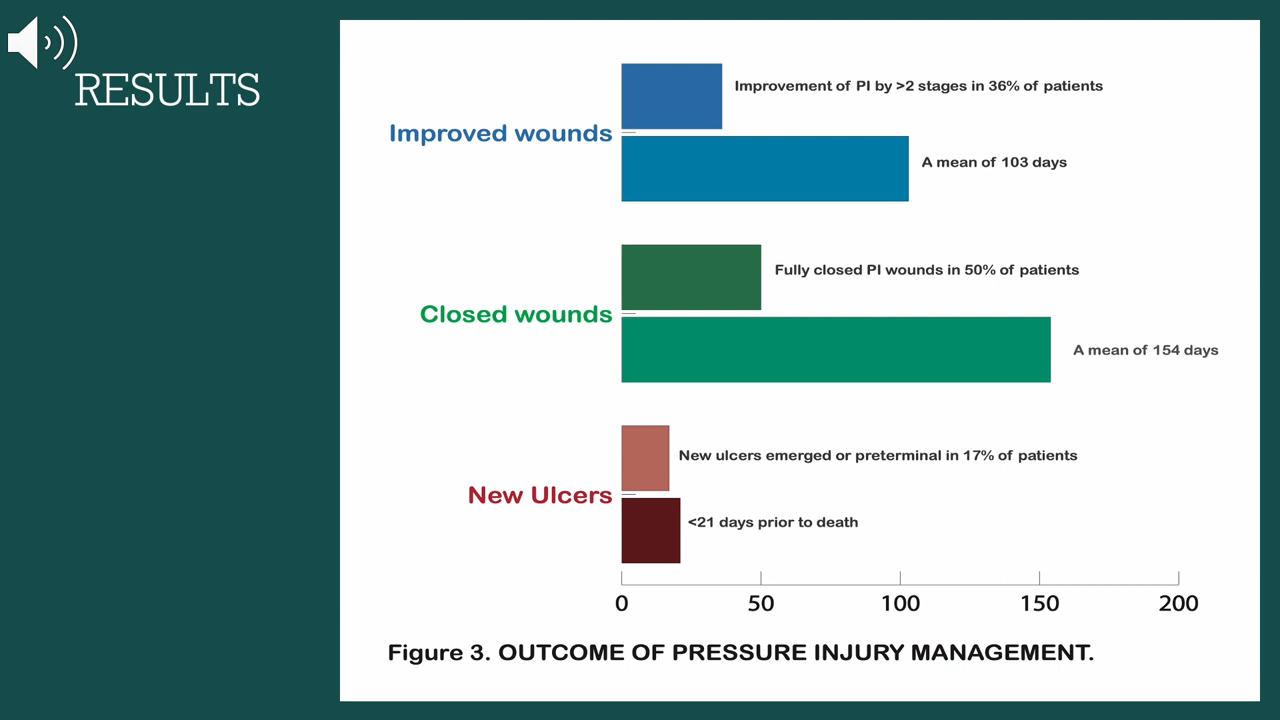 RESULTS
Improvement of PI by >2 stages in 36% of patients
Improved wounds
A mean of 103 days
Fully closed PI wounds in 50% of patients
Closed wounds
A mean of 154 days
New ulcers emerged or preterminal in 17% of patients
New Ulcers
<21 days prior to death
0 50 100 150 200
Figure 3. OUTCOME OF PRESSURE INJURY MANAGEMENT.